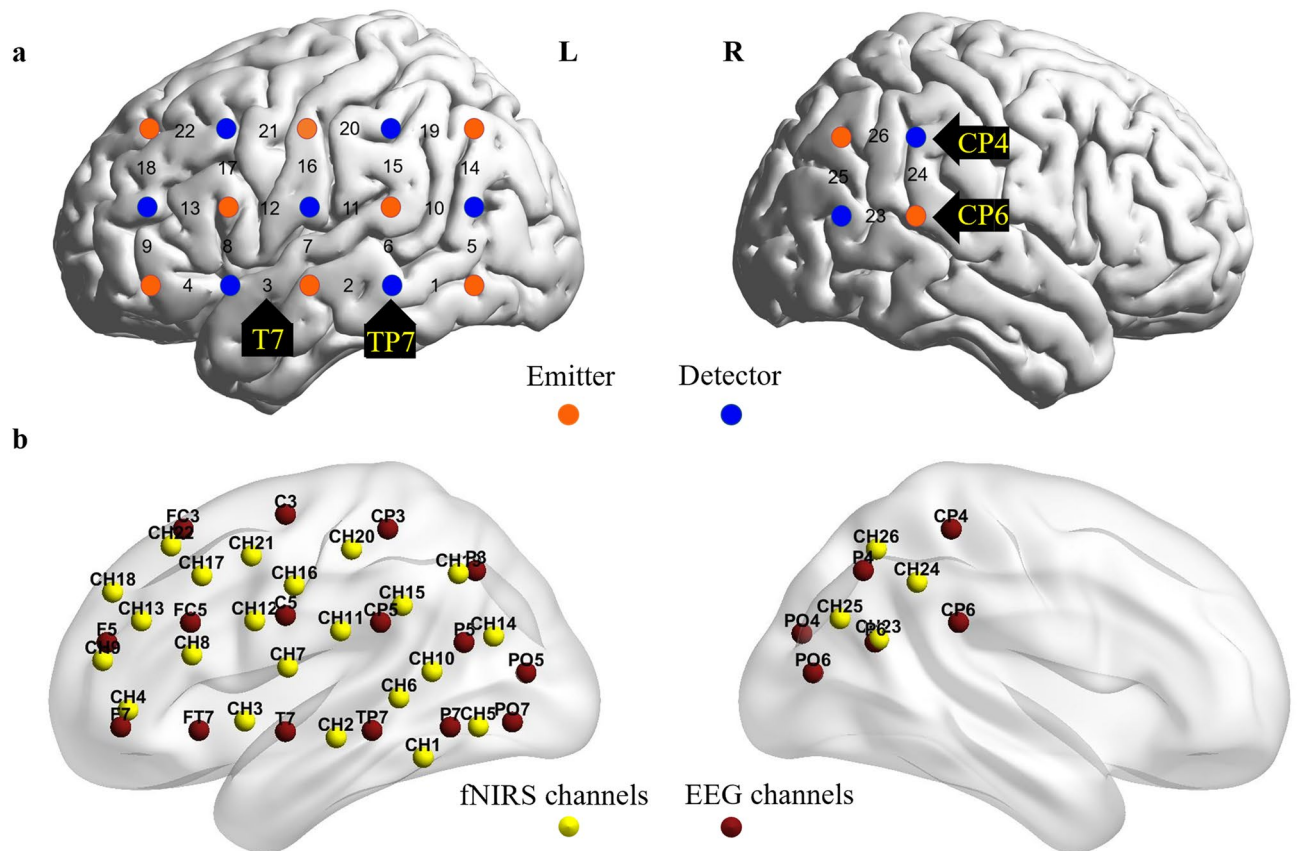 a
L
R
22 21 20 19
26
CP4
18 17 16 15 14
25 24
13 12 11 10
23
CP6
9 8 7 6 5
4 3 2 1
T7
TP7
Emitter
Detector
b
C3
FC3
CH22
CP3
CP4
CH21
CH20
CH26
CH17
CH16
CH19
P3
P4
CH24
CH18
CH13
FC5
CH12
C5
CH11
CP5
CH15
CH25
CP6
F5
CH9
CH8
P5
CH14
PO4
CH23
P6
CH7
CH10
PO5
PO6
CH4
F7
FT7
CH3
T7
CH2
TP7
CH6
P7
CH5
PO7
CH1
fNIRS channels
EEG channels